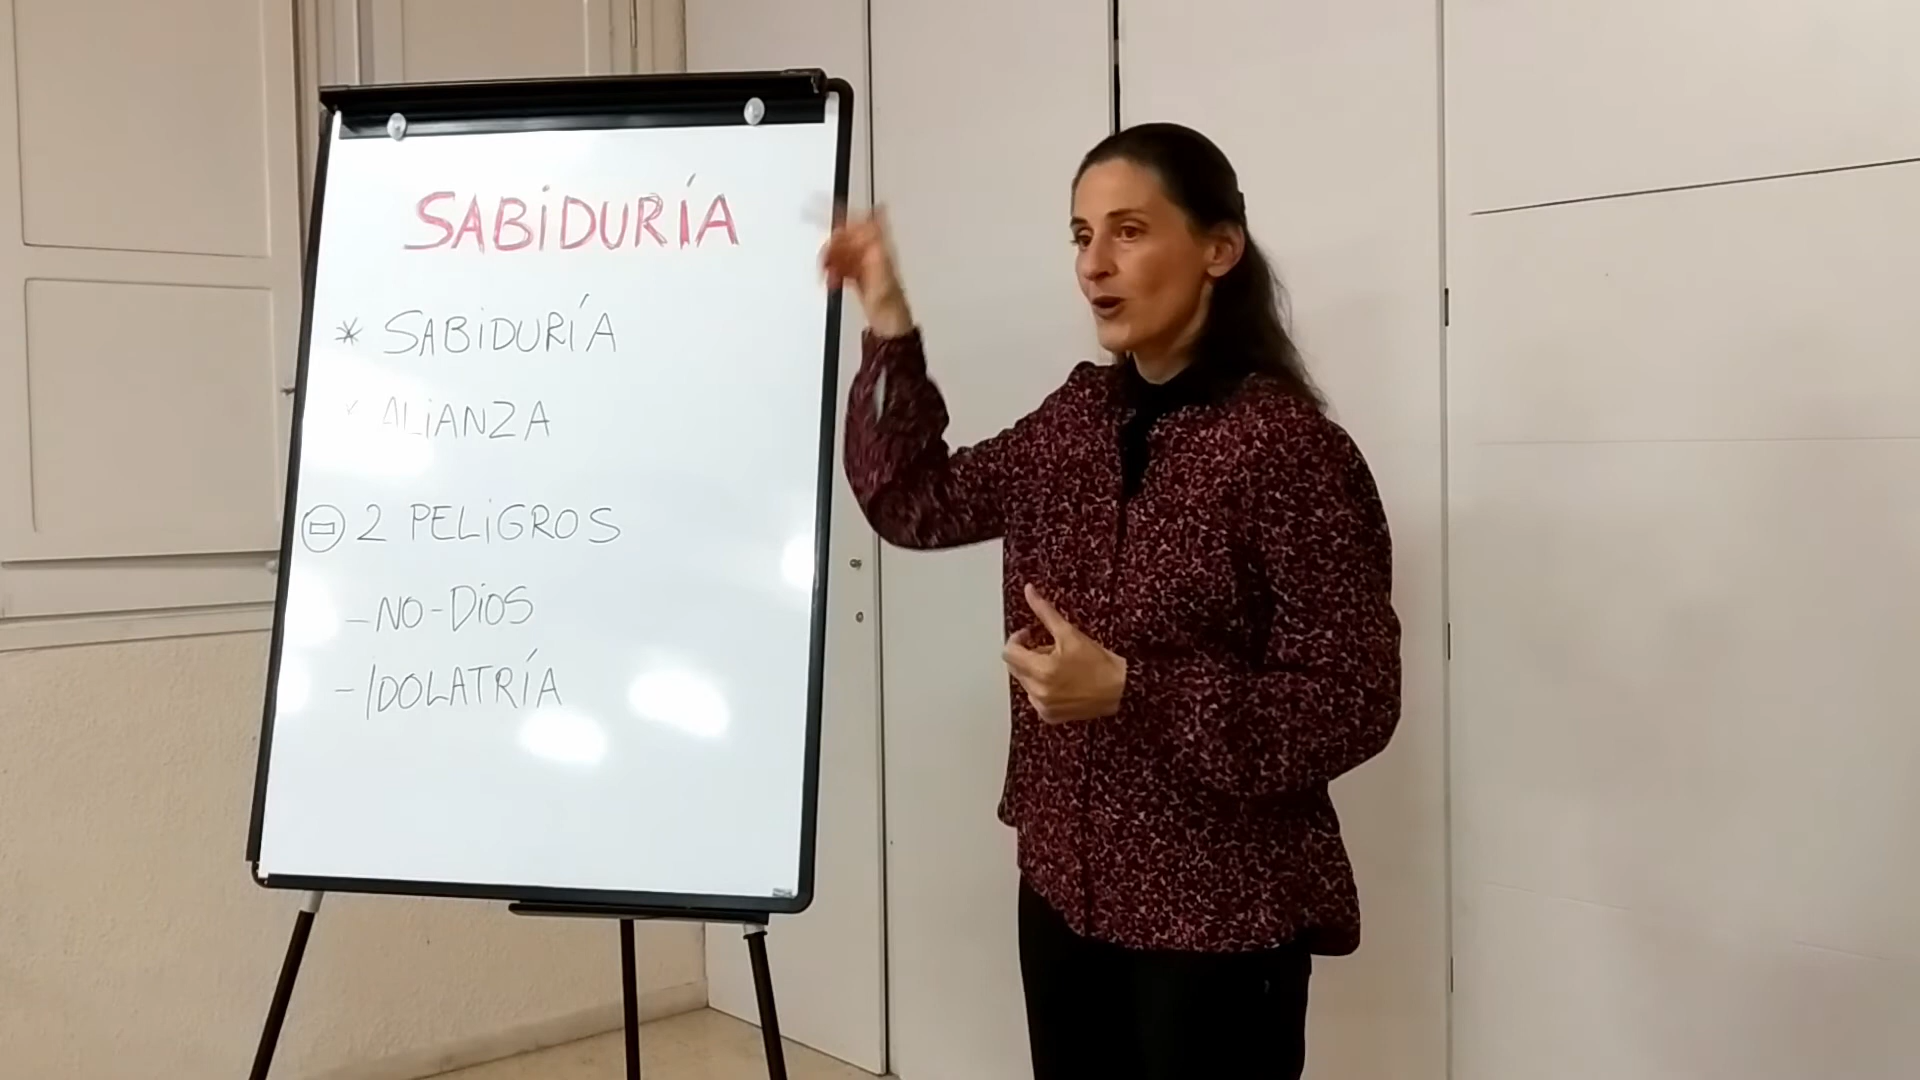 SABIDURÍA
* SABIDURÍA
* ALIANZA
⊖ 2 PELIGROS
- NO-DIOS
- IDOLATRÍA